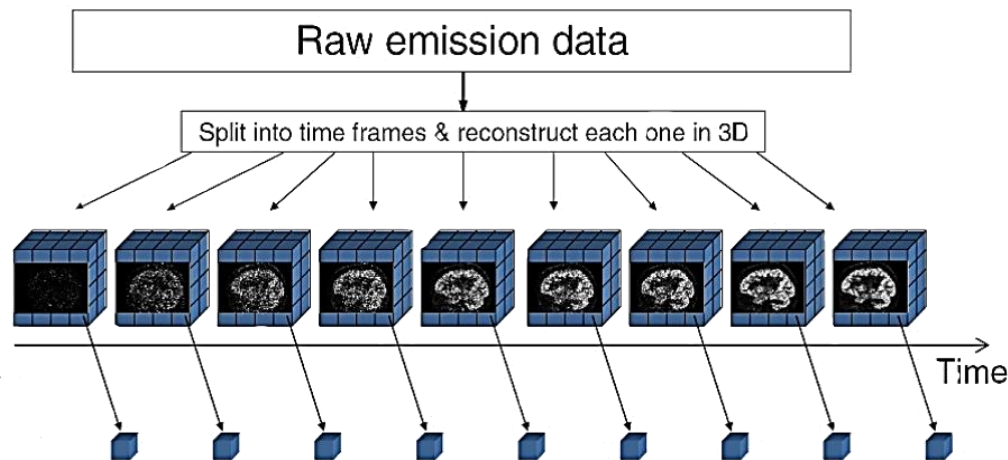 Raw emission data
Split into time frames & reconstruct each one in 3D
Time